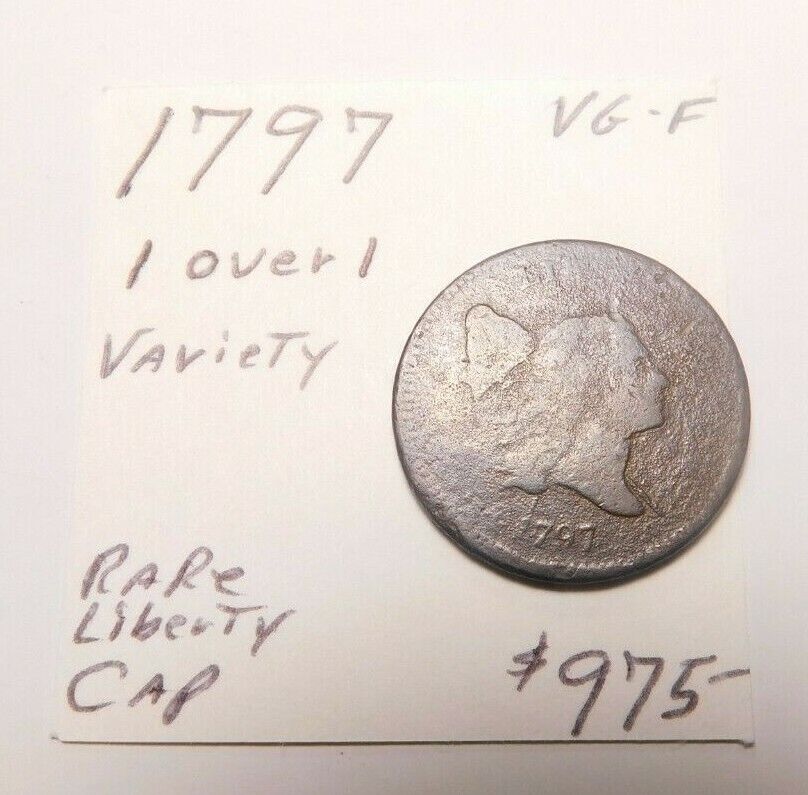 1797
VG-F
1 over 1
VAriety
RARe
Liberty
CAP
$975-
1797